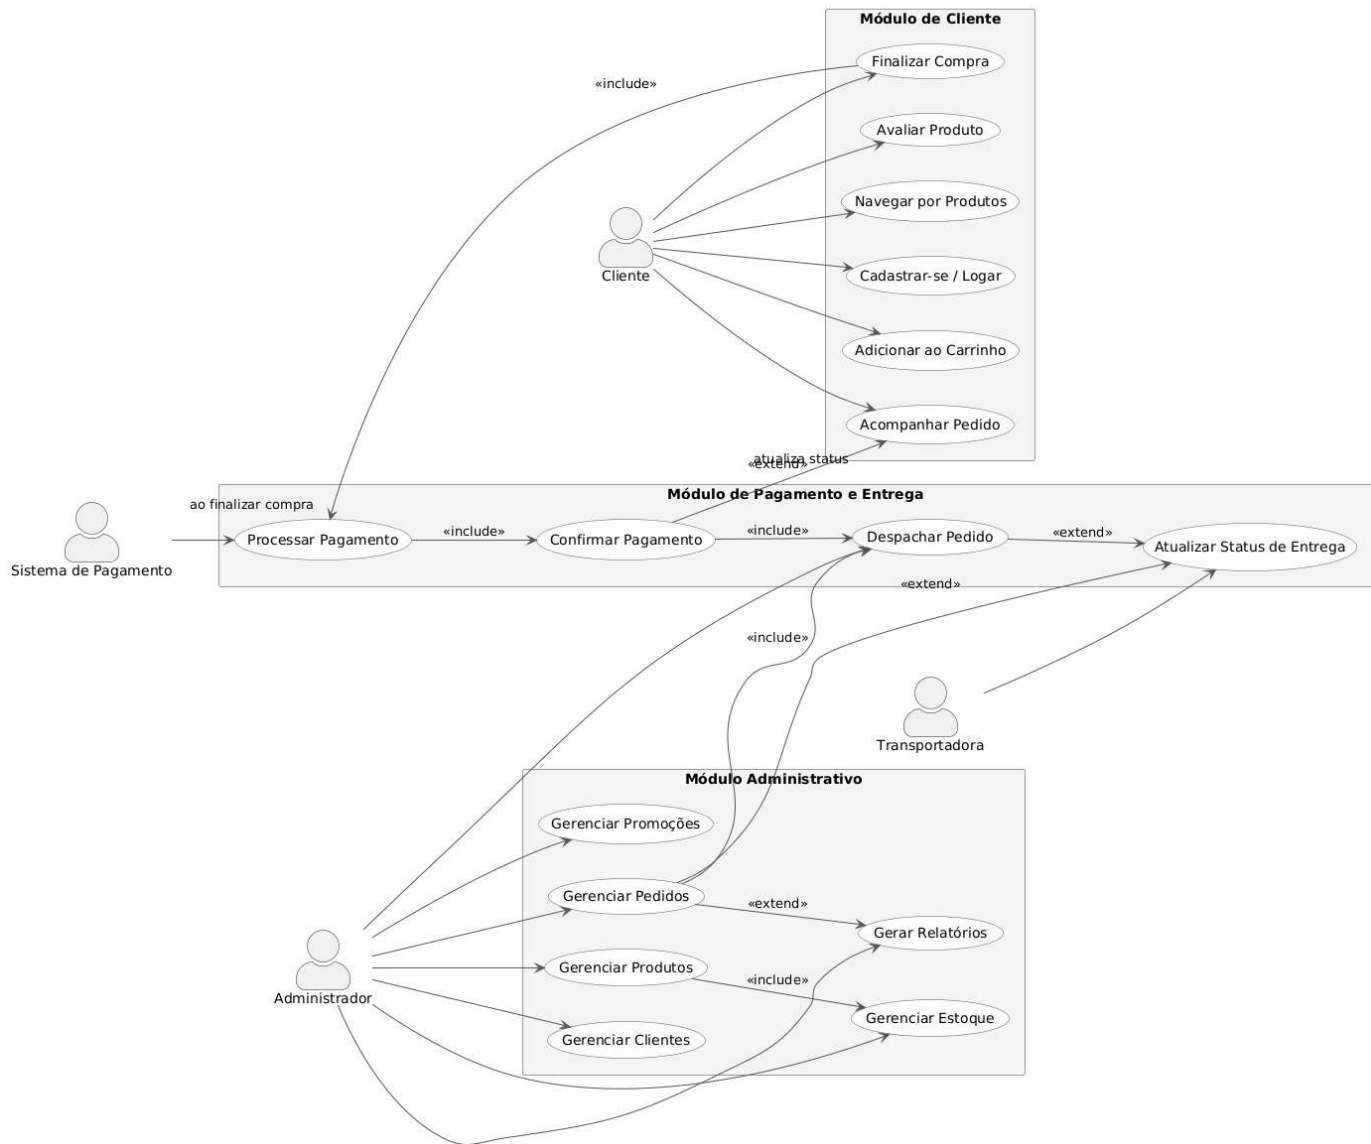 Módulo de Cliente
Finalizar Compra
«include»
Avaliar Produto
Navegar por Produtos
Cliente
Cadastrar-se / Logar
Adicionar ao Carrinho
Acompanhar Pedido
atualiza status
«extend»
Módulo de Pagamento e Entrega
ao finalizar compra
Sistema de Pagamento
Processar Pagamento
«include»
Confirmar Pagamento
«include»
Despachar Pedido
«extend»
Atualizar Status de Entrega
«extend»
«include»
Transportadora
Módulo Administrativo
Gerenciar Promoções
Gerenciar Pedidos
«extend»
Gerar Relatórios
Administrador
Gerenciar Produtos
«include»
Gerenciar Estoque
Gerenciar Clientes